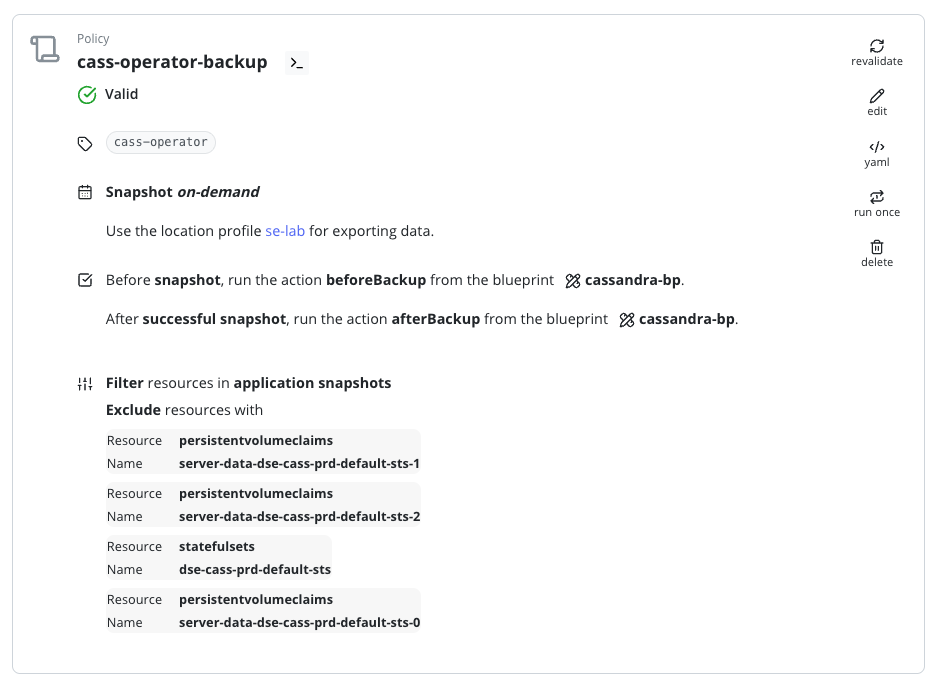 Policy
cass-operator-backup >_
Valid
cass-operator
Snapshot on-demand
Use the location profile se-lab for exporting data.
Before snapshot, run the action beforeBackup from the blueprint cassandra-bp.
After successful snapshot, run the action afterBackup from the blueprint cassandra-bp.
Filter resources in application snapshots
Exclude resources with
Resource persistentvolumeclaims
Name server-data-dse-cass-prd-default-sts-1
Resource persistentvolumeclaims
Name server-data-dse-cass-prd-default-sts-2
Resource statefulsets
Name dse-cass-prd-default-sts
Resource persistentvolumeclaims
Name server-data-dse-cass-prd-default-sts-0
revalidate
edit
yaml
run once
delete